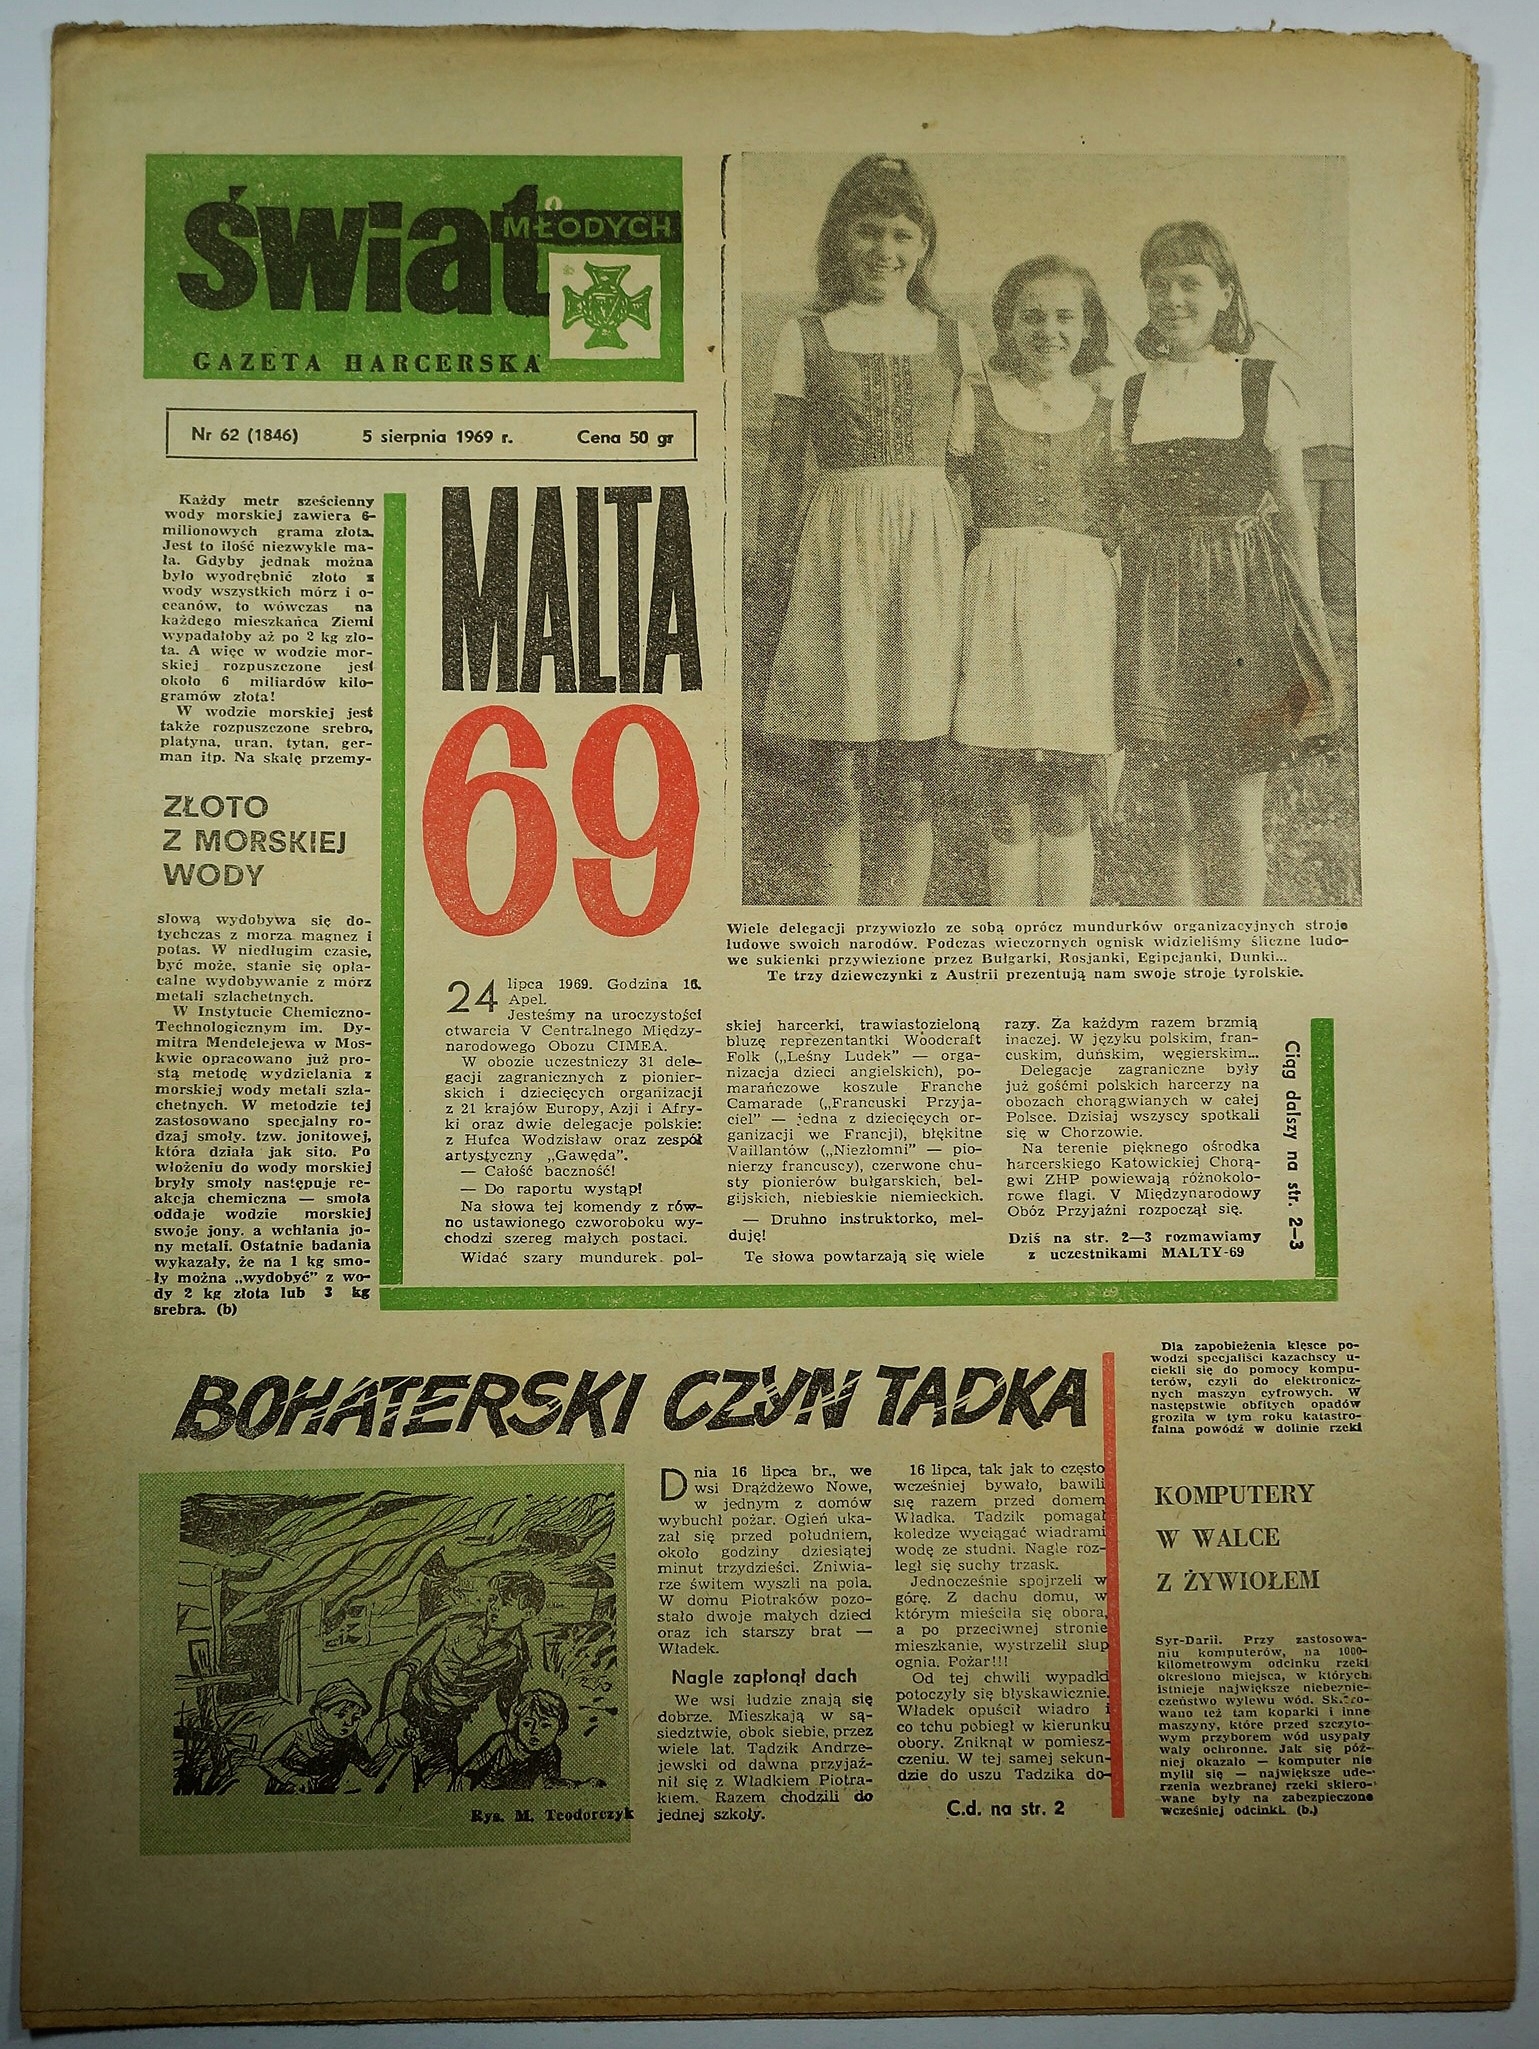 Świat
MŁODYCH
GAZETA HARCERSKA
Nr 62 (1846) 5 sierpnia 1969 r. Cena 50 gr
Każdy metr sześcienny
wody morskiej zawiera 6-
milionowych grama złota.
Jest to ilość niezwykle ma-
ła. Gdyby jednak można
było wyodrębnić złoto z
wody wszystkich mórz i o-
ceanów, to wówczas na
każdego mieszkańca Ziemi
wypadałoby aż po 2 kg zło-
ta. A więc w wodzie mor-
skiej rozpuszczone jest
około 6 miliardów kilo-
gramów złota!
W wodzie morskiej jest
także rozpuszczone srebro,
platyna, uran, tytan, ger-
man itp. Na skalę przemy-
ZŁOTO
Z MORSKIEJ
WODY
słową wydobywa się do-
tychczas z morza magnez i
potas. W niedługim czasie,
być może, stanie się opła-
calne wydobywanie z mórz
metali szlachetnych.
W Instytucie Chemiczno-
Technologicznym im. Dy-
mitra Mendelejewa w Mos-
kwie opracowano już pro-
stą metodę wydzielania z
morskiej wody metali szla-
chetnych. W metodzie tej
zastosowano specjalny ro-
dzaj smoły. tzw. jonitowej,
która działa jak sito. Po
włożeniu do wody morskiej
bryły smoły następuje re-
akcja chemiczna — smoła
oddaje wodzie morskiej
swoje jony, a wchłania jo-
ny metali. Ostatnie badania
wykazały, że na 1 kg smo-
ły można „wydobyć” z wo-
dy 2 kg złota lub 3 kg
srebra. (b)
MALTA
69
Wiele delegacji przywiozło ze sobą oprócz mundurków organizacyjnych stroje
ludowe swoich narodów. Podczas wieczornych ognisk widzieliśmy śliczne ludo-
we sukienki przywiezione przez Bułgarki, Rosjanki, Egipcjanki, Dunki...
Te trzy dziewczynki z Austrii prezentują nam swoje stroje tyrolskie.
24 lipca 1969. Godzina 16.
Apel.
Jesteśmy na uroczystości
otwarcia V Centralnego Między-
narodowego Obozu CIMEA.
W obozie uczestniczy 31 dele-
gacji zagranicznych z pionier-
skich i dziecięcych organizacji
z 21 krajów Europy, Azji i Afry-
ki oraz dwie delegacje polskie:
z Hufca Wodzisław oraz zespół
artystyczny „Gawęda”.
— Całość baczność!
— Do raportu wystąp!
Na słowa tej komendy z rów-
no ustawionego czworoboku wy-
chodzi szereg małych postaci.
Widać szary mundurek pol-
skiej harcerki, trawiastozieloną
bluzę reprezentantki Woodcraft
Folk („Leśny Ludek” — orga-
nizacja dzieci angielskich), po-
marańczowe koszule Franche
Camarade („Francuski Przyja-
ciel” — jedna z dziecięcych or-
ganizacji we Francji), błękitne
Vaillantów („Niezłomni” — pio-
nierzy francuscy), czerwone chu-
sty pionierów bułgarskich, bel-
gijskich, niebieskie niemieckich.
— Druhno instruktorko, mel-
duję!
Te słowa powtarzają się wiele
razy. Za każdym razem brzmią
inaczej. W języku polskim, fran-
cuskim, duńskim, węgierskim...
Delegacje zagraniczne były
już gośćmi polskich harcerzy na
obozach chorągwianych w całej
Polsce. Dzisiaj wszyscy spotkali
się w Chorzowie.
Na terenie pięknego ośrodka
harcerskiego Katowickiej Chorą-
gwi ZHP powiewają różnokolo-
rowe flagi. V Międzynarodowy
Obóz Przyjaźni rozpoczął się.
Dziś na str. 2—3 rozmawiamy
z uczestnikami MALTY-69
Ciąg dalszy na str. 2—3
BOHATERSKI CZYN TADKA
Rys. M. Teodorczyk
Dnia 16 lipca br., we
wsi Drążdżewo Nowe,
w jednym z domów
wybuchł pożar. Ogień uka-
zał się przed południem,
około godziny dziesiątej
minut trzydzieści. Żniwia-
rze świtem wyszli na pola.
W domu Piotraków pozo-
stało dwoje małych dzieci
oraz ich starszy brat —
Władek.
Nagle zapłonął dach
We wsi ludzie znają się
dobrze. Mieszkają w są-
siedztwie, obok siebie, przez
wiele lat. Tadzik Andrze-
jewski od dawna przyjaź-
nił się z Władkiem Piotra-
kiem. Razem chodzili do
jednej szkoły.
16 lipca, tak jak to często
wcześniej bywało, bawili
się razem przed domem
Władka. Tadzik pomagał
koledze wyciągać wiadrami
wodę ze studni. Nagle roz-
legł się suchy trzask.
Jednocześnie spojrzeli w
górę. Z dachu domu, w
którym mieściła się obora,
a po przeciwnej stronie
mieszkanie, wystrzelił słup
ognia. Pożar!!!
Od tej chwili wypadki
potoczyły się błyskawicznie.
Władek opuścił wiadro i
co tchu pobiegł w kierunku
obory. Zniknął w pomiesz-
czeniu. W tej samej sekun-
dzie do uszu Tadzika do-
C.d. na str. 2
Dla zapobieżenia klęsce po-
wodzi specjaliści kazachscy u-
ciekli się do pomocy kompu-
terów, czyli do elektronicz-
nych maszyn cyfrowych. W
następstwie obfitych opadów
groziła w tym roku katastro-
falna powódź w dolinie rzeki
KOMPUTERY
W WALCE
Z ŻYWIOŁEM
Syr-Darii. Przy zastosowa-
niu komputerów, na 1000-
kilometrowym odcinku rzeki
określono miejsca, w których
istnieje największe niebezpie-
czeństwo wylewu wód. Skiero-
wano też tam koparki i inne
maszyny, które przed szczyto-
wym przyborem wód usypały
wały ochronne. Jak się póź-
niej okazało — komputer nie
mylił się — największe ude-
rzenia wezbranej rzeki skiero-
wane były na zabezpieczone
wcześniej odcinki. (b.)